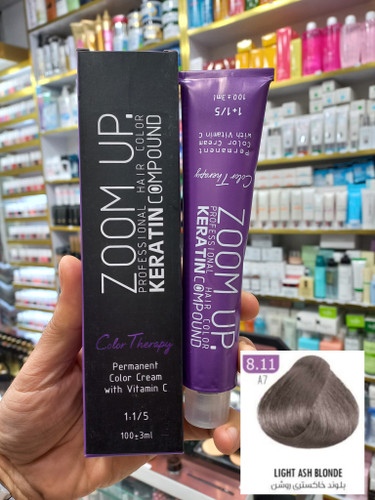 ZOOM UP.
PROFESSIONAL HAIR COLOR
KERATIN COMPOUND
Color Therapy
Permanent
Color Cream
with Vitamin C
1.1/5
100±3ml
ZOOM UP.
PROFESSIONAL HAIR COLOR
KERATIN COMPOUND
Color Therapy
Permanent
Color Cream
with Vitamin C
1+1/5
100±3ml
8.11
A7
LIGHT ASH BLONDE
بلوند خاکستری روشن